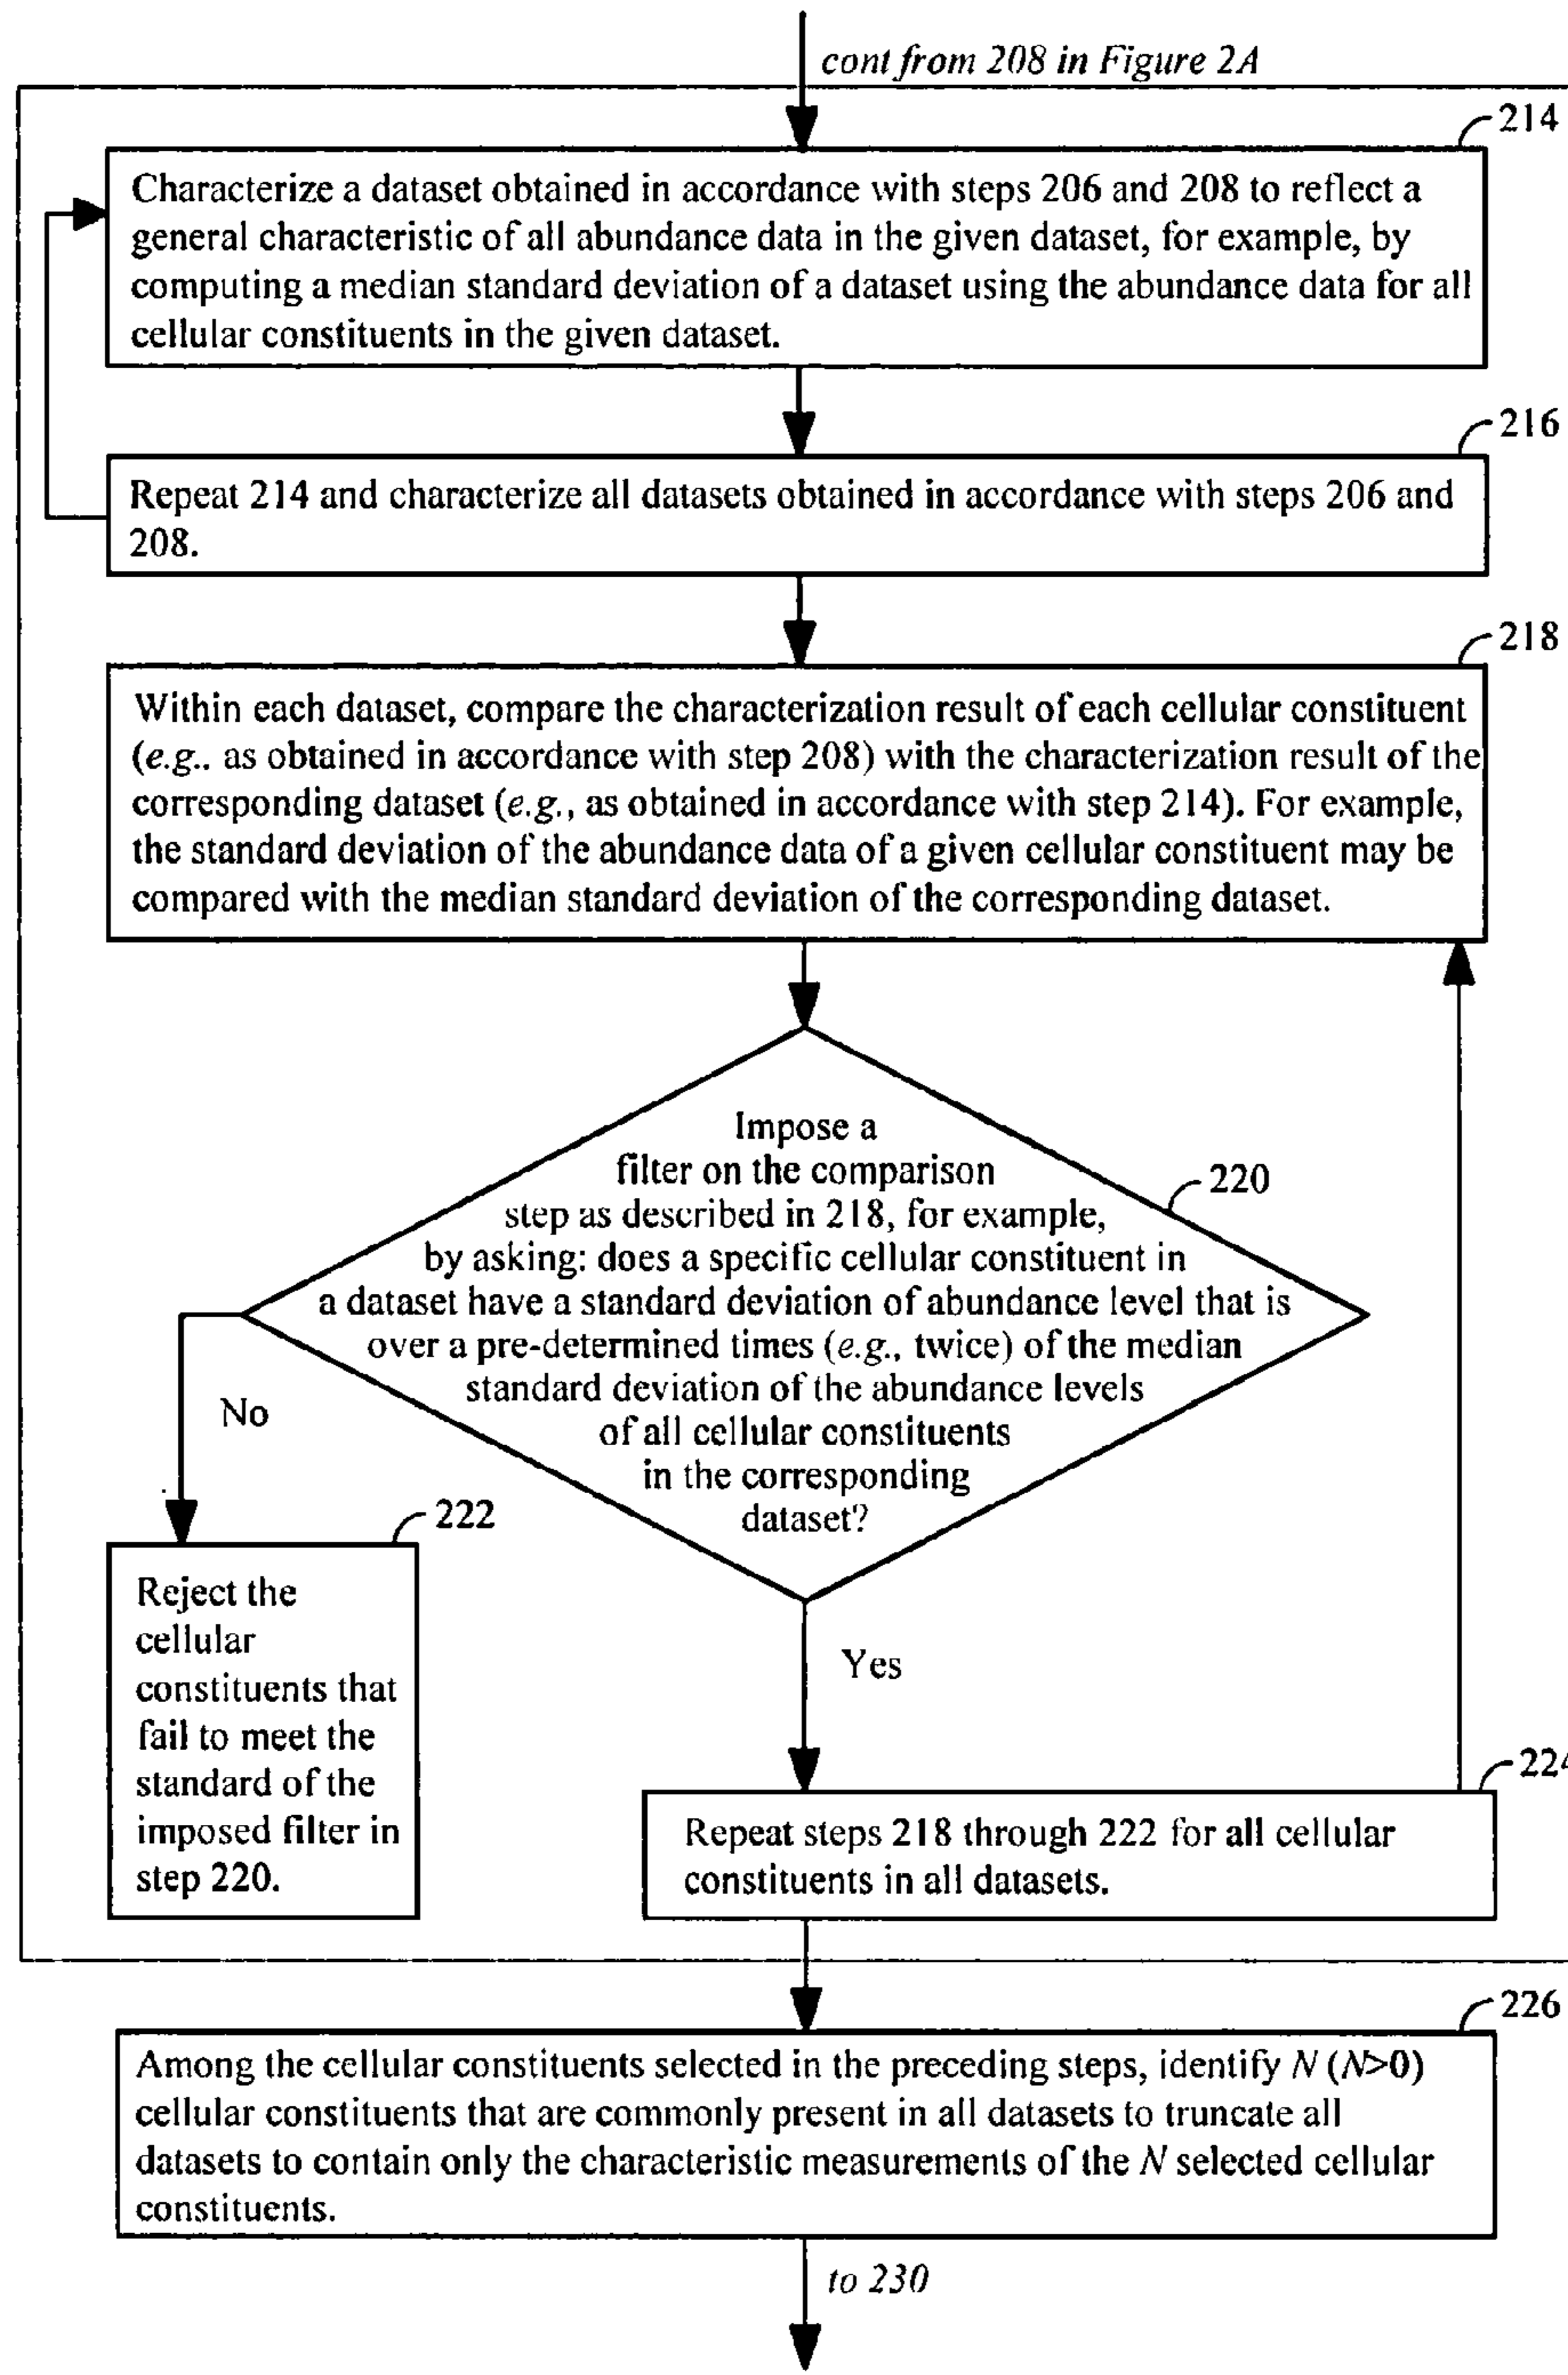 cont from 208 in Figure 2A
214
Characterize a dataset obtained in accordance with steps 206 and 208 to reflect a
general characteristic of all abundance data in the given dataset, for example, by
computing a median standard deviation of a dataset using the abundance data for all
cellular constituents in the given dataset.
216
Repeat 214 and characterize all datasets obtained in accordance with steps 206 and
208.
218
Within each dataset, compare the characterization result of each cellular constituent
(e.g.. as obtained in accordance with step 208) with the characterization result of the
corresponding dataset (e.g., as obtained in accordance with step 214). For example,
the standard deviation of the abundance data of a given cellular constituent may be
compared with the median standard deviation of the corresponding dataset.
Impose a
filter on the comparison
220
step as described in 218, for example,
by asking: does a specific cellular constituent in
a dataset have a standard deviation of abundance level that is
over a pre-determined times (e.g., twice) of the median
standard deviation of the abundance levels
of all cellular constituents
in the corresponding
dataset?
No
222
Reject the
cellular
constituents that
fail to meet the
standard of the
imposed filter in
step 220.
Yes
224
Repeat steps 218 through 222 for all cellular
constituents in all datasets.
226
Among the cellular constituents selected in the preceding steps, identify N (N>0)
cellular constituents that are commonly present in all datasets to truncate all
datasets to contain only the characteristic measurements of the N selected cellular
constituents.
to 230